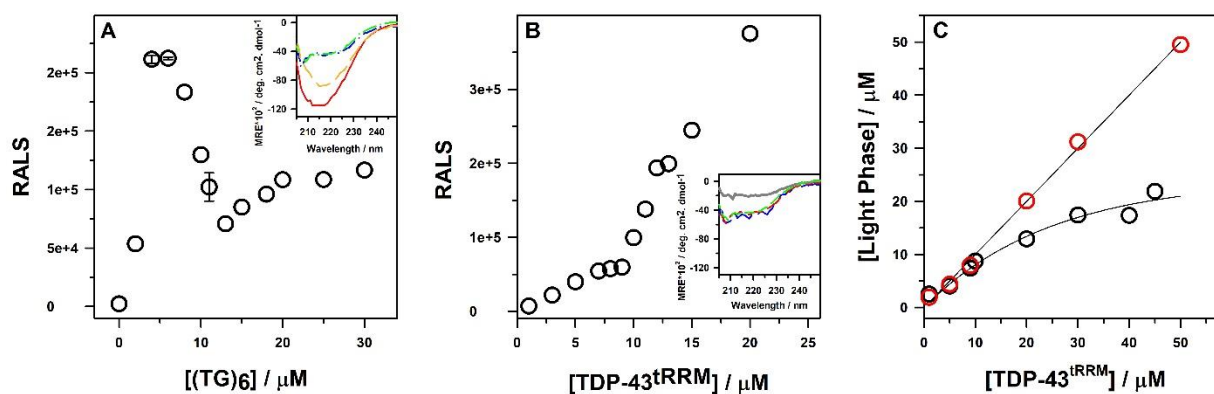 A
RALS
2e+5
2e+5
1e+5
5e+4
0
0 10 20 30
[(TG)6] / μM
MRE*10² / deg. cm2, dmol-1
0
-40
-80
-120
210 220 230 240
Wavelength / nm
B
RALS
3e+5
2e+5
1e+5
0
0 5 10 15 20 25
[TDP-43tRRM] / μM
MRE*10² / deg. cm2, dmol-1
0
-40
-80
-120
210 220 230 240
Wavelength / nm
C
[Light Phase] / μM
50
40
30
20
10
0
0 10 20 30 40 50
[TDP-43tRRM] / μM